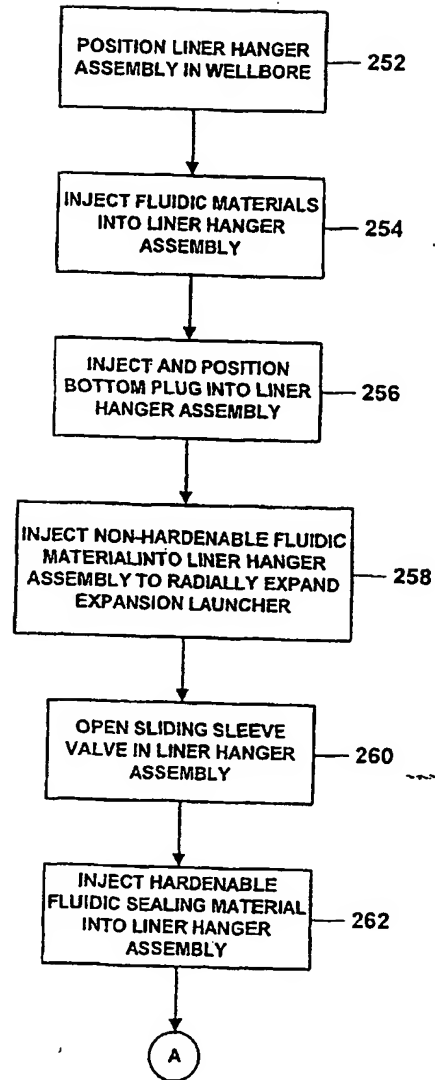 POSITION LINER HANGER
ASSEMBLY IN WELLBORE
252
INJECT FLUIDIC MATERIALS
INTO LINER HANGER
ASSEMBLY
254
INJECT AND POSITION
BOTTOM PLUG INTO LINER
HANGER ASSEMBLY
256
INJECT NON-HARDENABLE FLUIDIC
MATERIALINTO LINER HANGER
ASSEMBLY TO RADIALLY EXPAND
EXPANSION LAUNCHER
258
OPEN SLIDING SLEEVE
VALVE IN LINER HANGER
ASSEMBLY
260
INJECT HARDENABLE
FLUIDIC SEALING MATERIAL
INTO LINER HANGER
ASSEMBLY
262
A